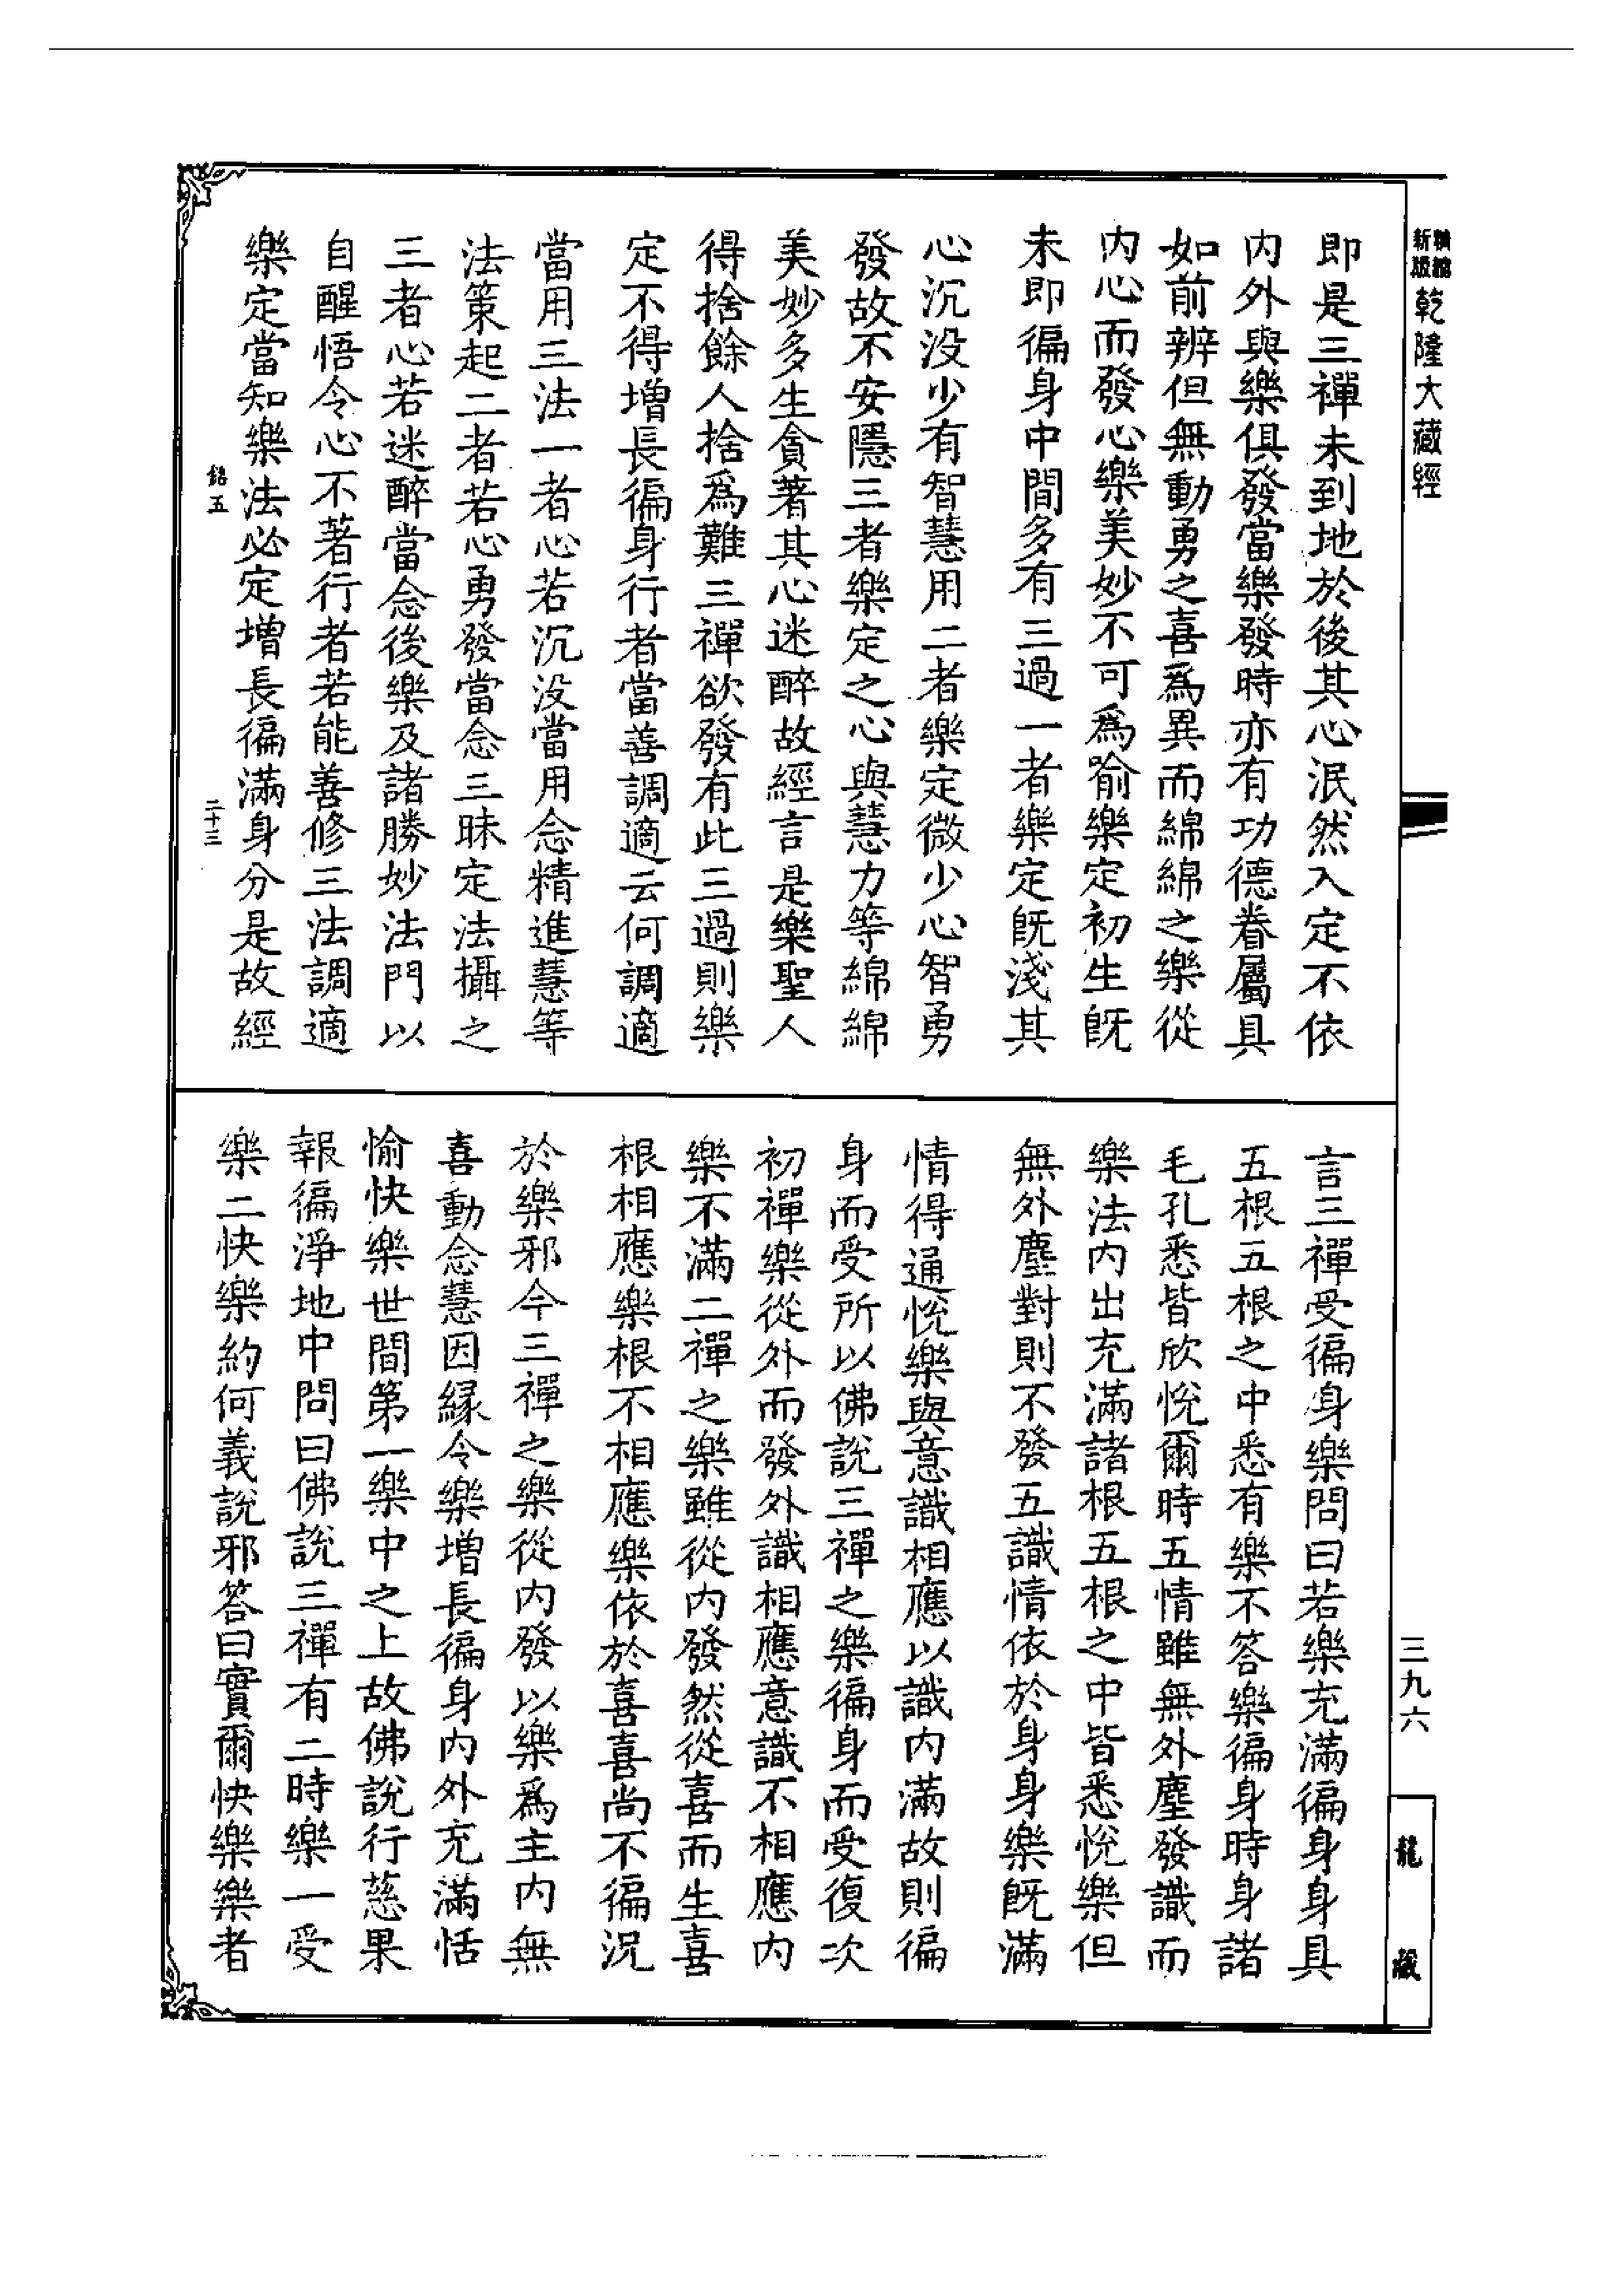 精縮
新版
乾隆大藏經
即是三禪未到地於後其心泯然入定不依
內外與樂俱發當樂發時亦有功德眷屬具
如前辨但無動勇之喜爲異而綿綿之樂從
內心而發心樂美妙不可爲喻樂定初生旣
未即徧身中間多有三過一者樂定旣淺其
心沉没少有智慧用二者樂定微少心智勇
發故不安隱三者樂定之心與慧力等綿綿
美妙多生貪著其心迷醉故經言是樂聖人
得捨餘人捨爲難三禪欲發有此三過則樂
定不得增長徧身行者當善調適云何調適
當用三法一者心若沉没當用念精進慧等
法策起二者若心勇發當念三昧定法攝之
三者心若迷醉當念後樂及諸勝妙法門以
自醒悟令心不著行者若能善修三法調適
樂定當知樂法必定增長徧滿身分是故經
鉛五
二十三
言三禪受徧身樂問曰若樂充滿徧身身具
五根五根之中悉有樂不答樂徧身時身諸
毛孔悉皆欣悅爾時五情雖無外塵發識而
樂法內出充滿諸根五根之中皆悉悅樂但
無外塵對則不發五識情依於身身樂旣滿
情得通悅樂與意識相應以識內滿故則徧
身而受所以佛說三禪之樂徧身而受復次
初禪樂從外而發外識相應意識不相應內
樂不滿二禪之樂雖從內發然從喜而生喜
根相應樂根不相應樂依於喜喜尚不徧況
於樂邪今三禪之樂從內發以樂爲主內無
喜動念慧因緣令樂增長徧身內外充滿恬
愉快樂世間第一樂中之上故佛說行慈果
報徧淨地中問曰佛說三禪有二時樂一受
樂二快樂約何義說邪答曰實爾快樂樂者
三九六
龍藏